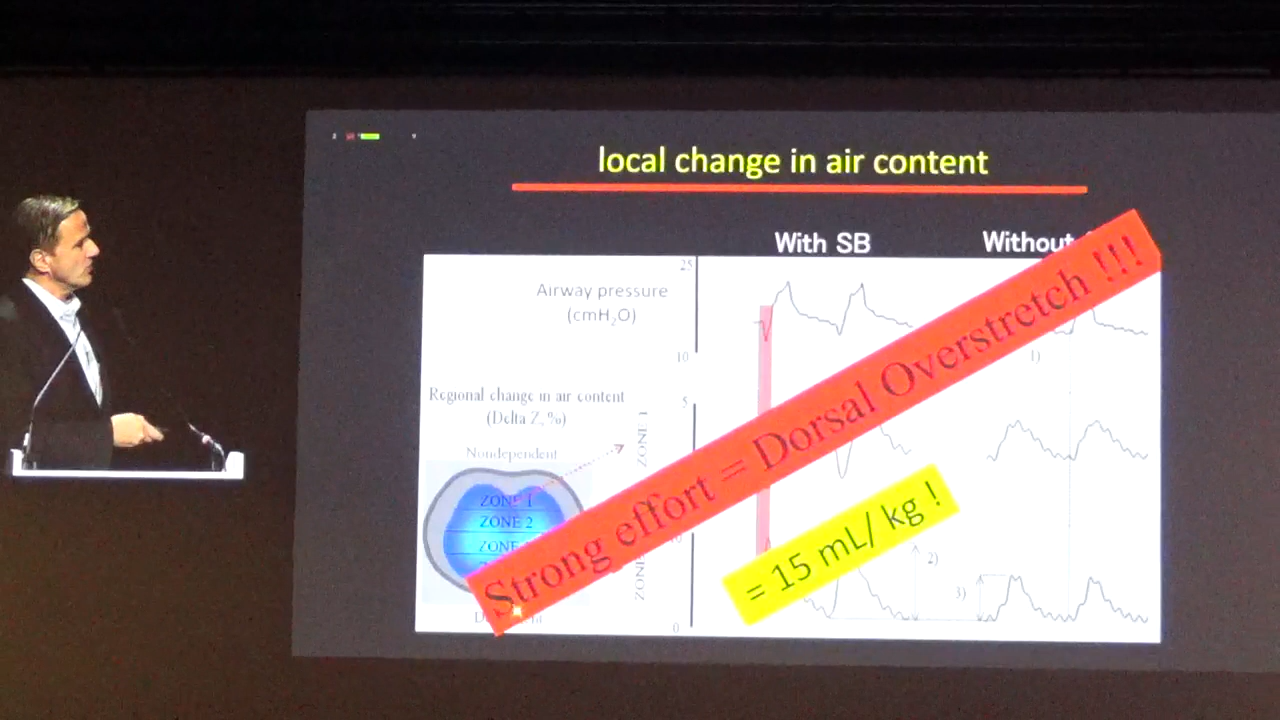 local change in air content
With SB
Without
25
Airway pressure
(cmH₂O)
10
1)
Regional change in air content
(Delta Z, %)
5
ZONE 1
Nondependent
ZONE 1
ZONE 2
ZONE
ZONE
2)
3)
0
Strong effort = Dorsal Overstretch !!!
= 15 mL/ kg !